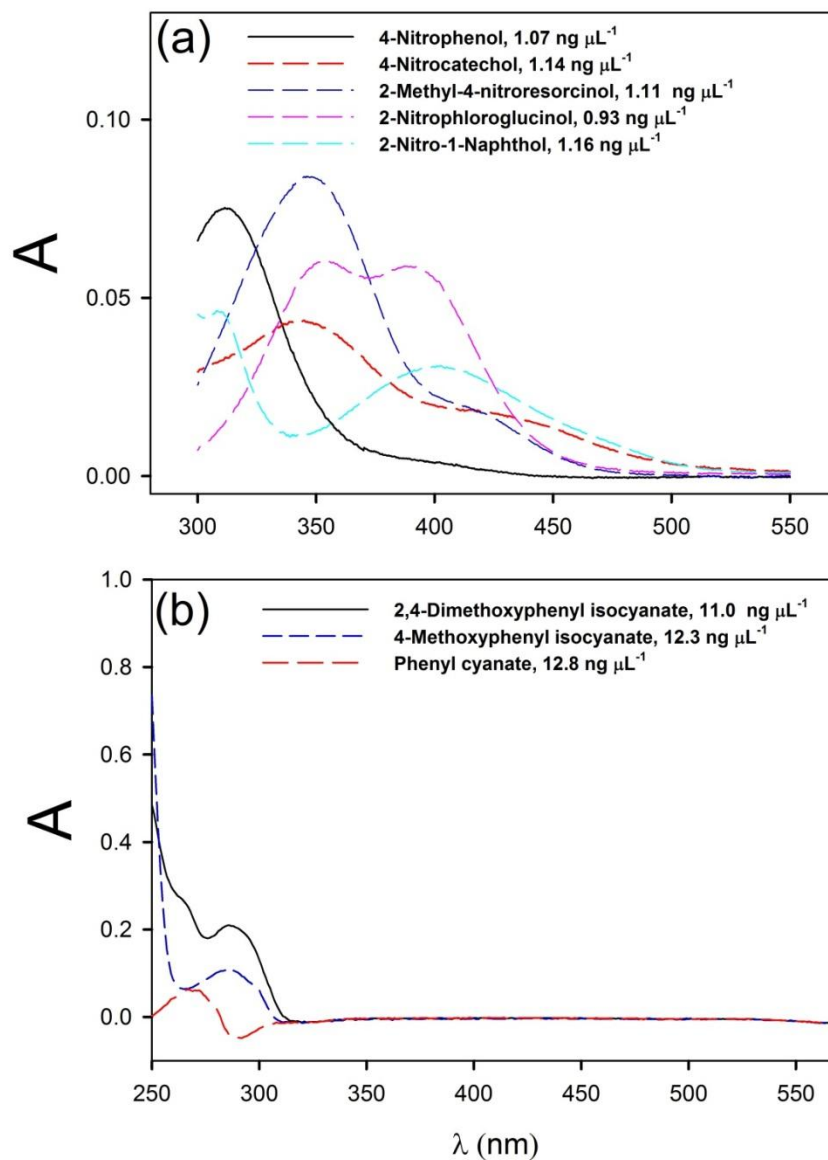 (a)
4-Nitrophenol, 1.07 ng μL⁻¹
4-Nitrocatechol, 1.14 ng μL⁻¹
2-Methyl-4-nitroresorcinol, 1.11 ng μL⁻¹
2-Nitrophloroglucinol, 0.93 ng μL⁻¹
2-Nitro-1-Naphthol, 1.16 ng μL⁻¹
A
0.10
0.05
0.00
300 350 400 450 500 550
(b)
2,4-Dimethoxyphenyl isocyanate, 11.0 ng μL⁻¹
4-Methoxyphenyl isocyanate, 12.3 ng μL⁻¹
Phenyl cyanate, 12.8 ng μL⁻¹
A
1.0
0.8
0.6
0.4
0.2
0.0
250 300 350 400 450 500 550
λ (nm)